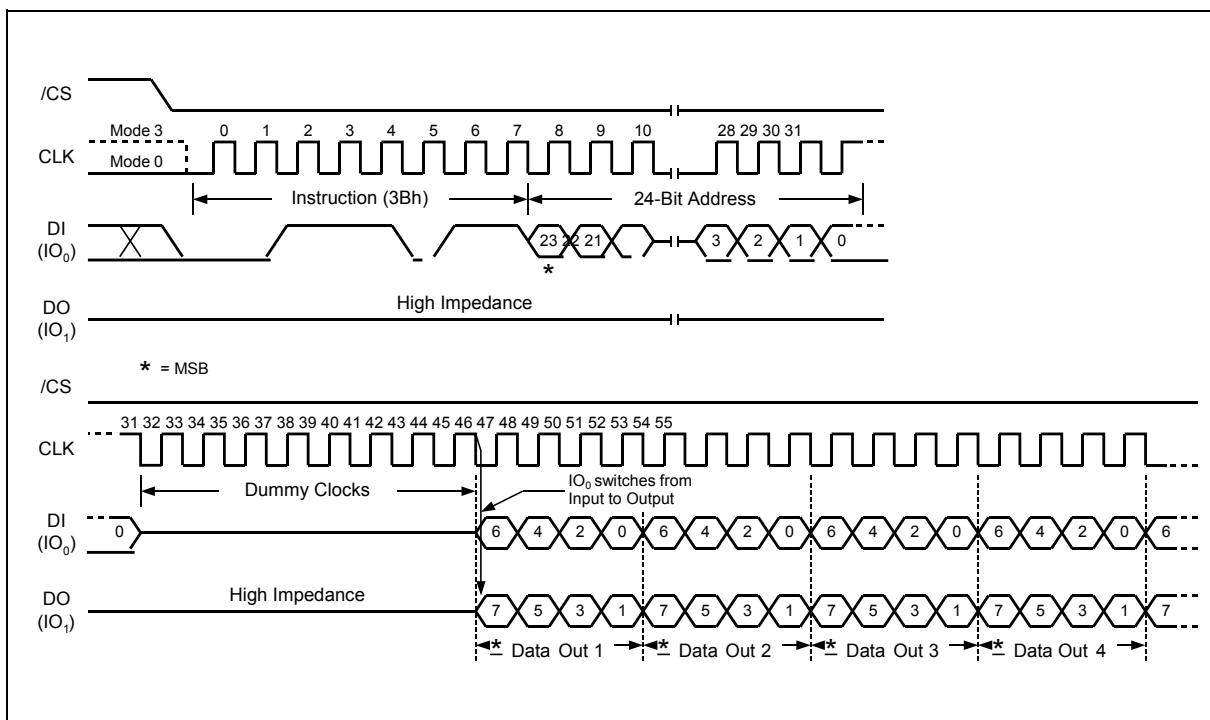 /CS
Mode 3
0 1 2 3 4 5 6 7 8 9 10 28 29 30 31
CLK
Mode 0
Instruction (3Bh) 24-Bit Address
DI
(IO0)
23 22 21 3 2 1 0
*
DO
(IO1)
High Impedance
* = MSB
/CS
31 32 33 34 35 36 37 38 39 40 41 42 43 44 45 46 47 48 49 50 51 52 53 54 55
CLK
Dummy Clocks
IO0 switches from
Input to Output
DI
(IO0)
0 6 4 2 0 6 4 2 0 6 4 2 0 6 4 2 0 6
DO
(IO1)
High Impedance
7 5 3 1 7 5 3 1 7 5 3 1 7 5 3 1 7
* Data Out 1 * Data Out 2 * Data Out 3 * Data Out 4